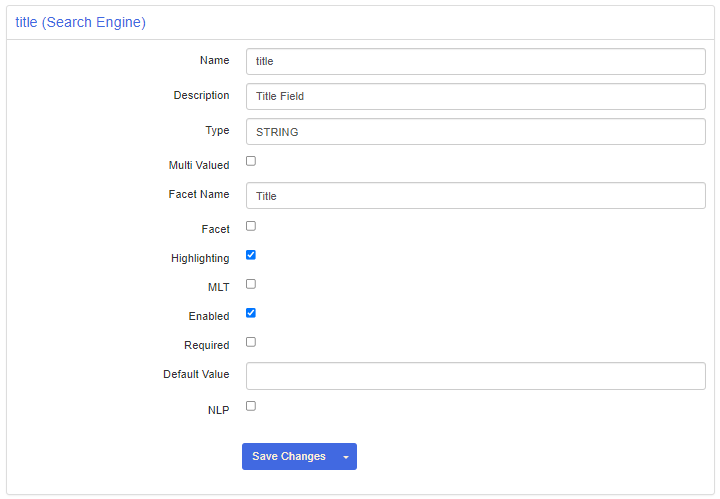 title (Search Engine)
Name title
Description Title Field
Type STRING
Multi Valued
Facet Name Title
Facet
Highlighting
MLT
Enabled
Required
Default Value
NLP
Save Changes